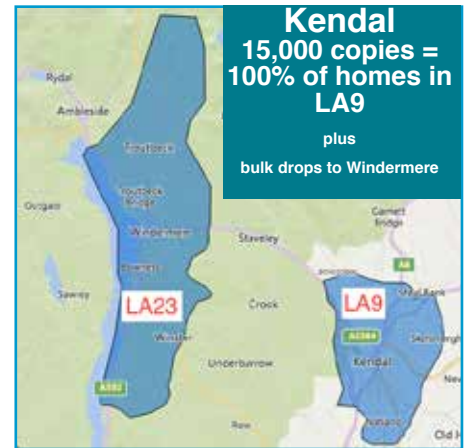 Kendal
15,000 copies =
100% of homes in
LA9
plus
bulk drops to Windermere
Rydal
Ambleside
Troutbeck
Troutbeck
Bridge
Outgate
Windermere
Staveley
Garnett
Bridge
Bowness
A6
Sawrey
LA23
Crook
LA9
Winster
Kendal
Underbarrow
A592
Natland
Row
Old